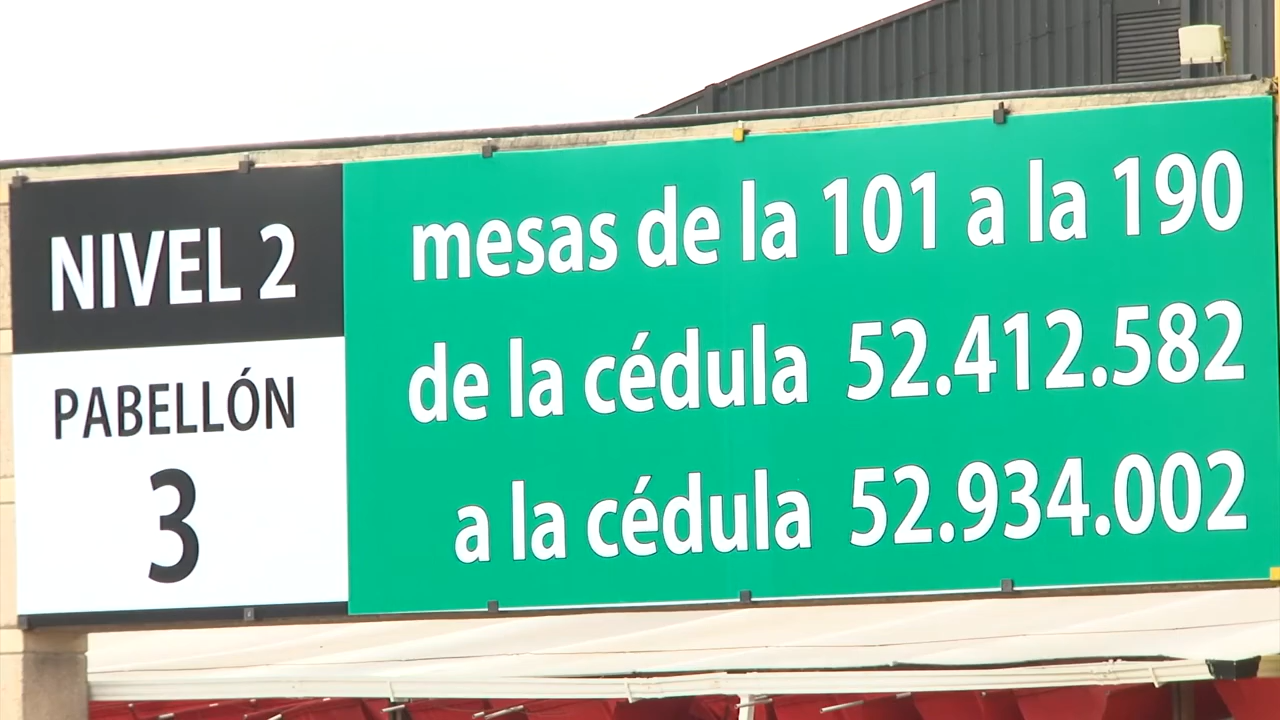 NIVEL 2
PABELLÓN
3
mesas de la 101 a la 190
de la cédula 52.412.582
a la cédula 52.934.002